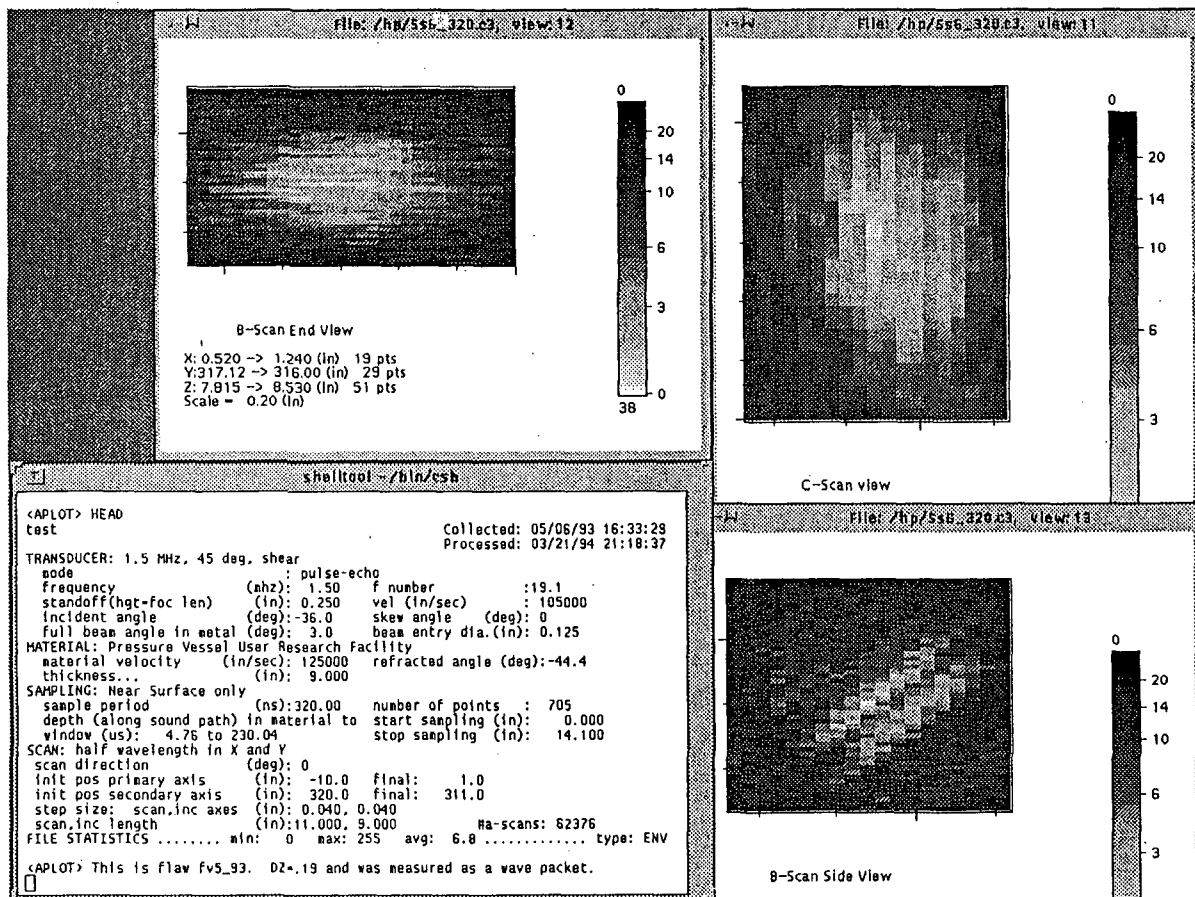 File: /hp/Ss6_320.c3, view:12
0
20
14
10
6
3
0
38
B-Scan End View
X: 0.520 -> 1.240 (in) 19 pts
Y:317.12 -> 316.00 (in) 29 pts
Z: 7.815 -> 8.530 (in) 51 pts
Scale = 0.20 (in)
File: /hp/Ss6_320.c3, view:11
0
20
14
10
6
3
C-Scan view
shelltool - /bin/csh
<APLOT> HEAD
test Collected: 05/06/93 16:33:29
Processed: 03/21/94 21:18:37
TRANSDUCER: 1.5 MHz, 45 deg, shear
mode : pulse-echo
frequency (mhz): 1.50 f number :19.1
standoff(hgt-foc len) (in): 0.250 vel (in/sec) : 105000
incident angle (deg):-36.0 skew angle (deg): 0
full beam angle in metal (deg): 3.0 beam entry dia.(in): 0.125
MATERIAL: Pressure Vessel User Research Facility
material velocity (in/sec): 125000 refracted angle (deg):-44.4
thickness... (in): 9.000
SAMPLING: Near Surface only
sample period (ns):320.00 number of points : 705
depth (along sound path) in material to start sampling (in): 0.000
window (us): 4.76 to 230.04 stop sampling (in): 14.100
SCAN: half wavelength in X and Y
scan direction (deg): 0
init pos primary axis (in): -10.0 final: 1.0
init pos secondary axis (in): 320.0 final: 311.0
step size: scan,inc axes (in): 0.040, 0.040
scan,inc length (in):11.000, 9.000 #a-scans: 62376
FILE STATISTICS ........ min: 0 max: 255 avg: 6.8 ............. type: ENV
<APLOT> This is flaw fv5_93. DZ=.19 and was measured as a wave packet.
File: /hp/Ss6_320.c3, view:13
0
20
14
10
6
3
B-Scan Side View